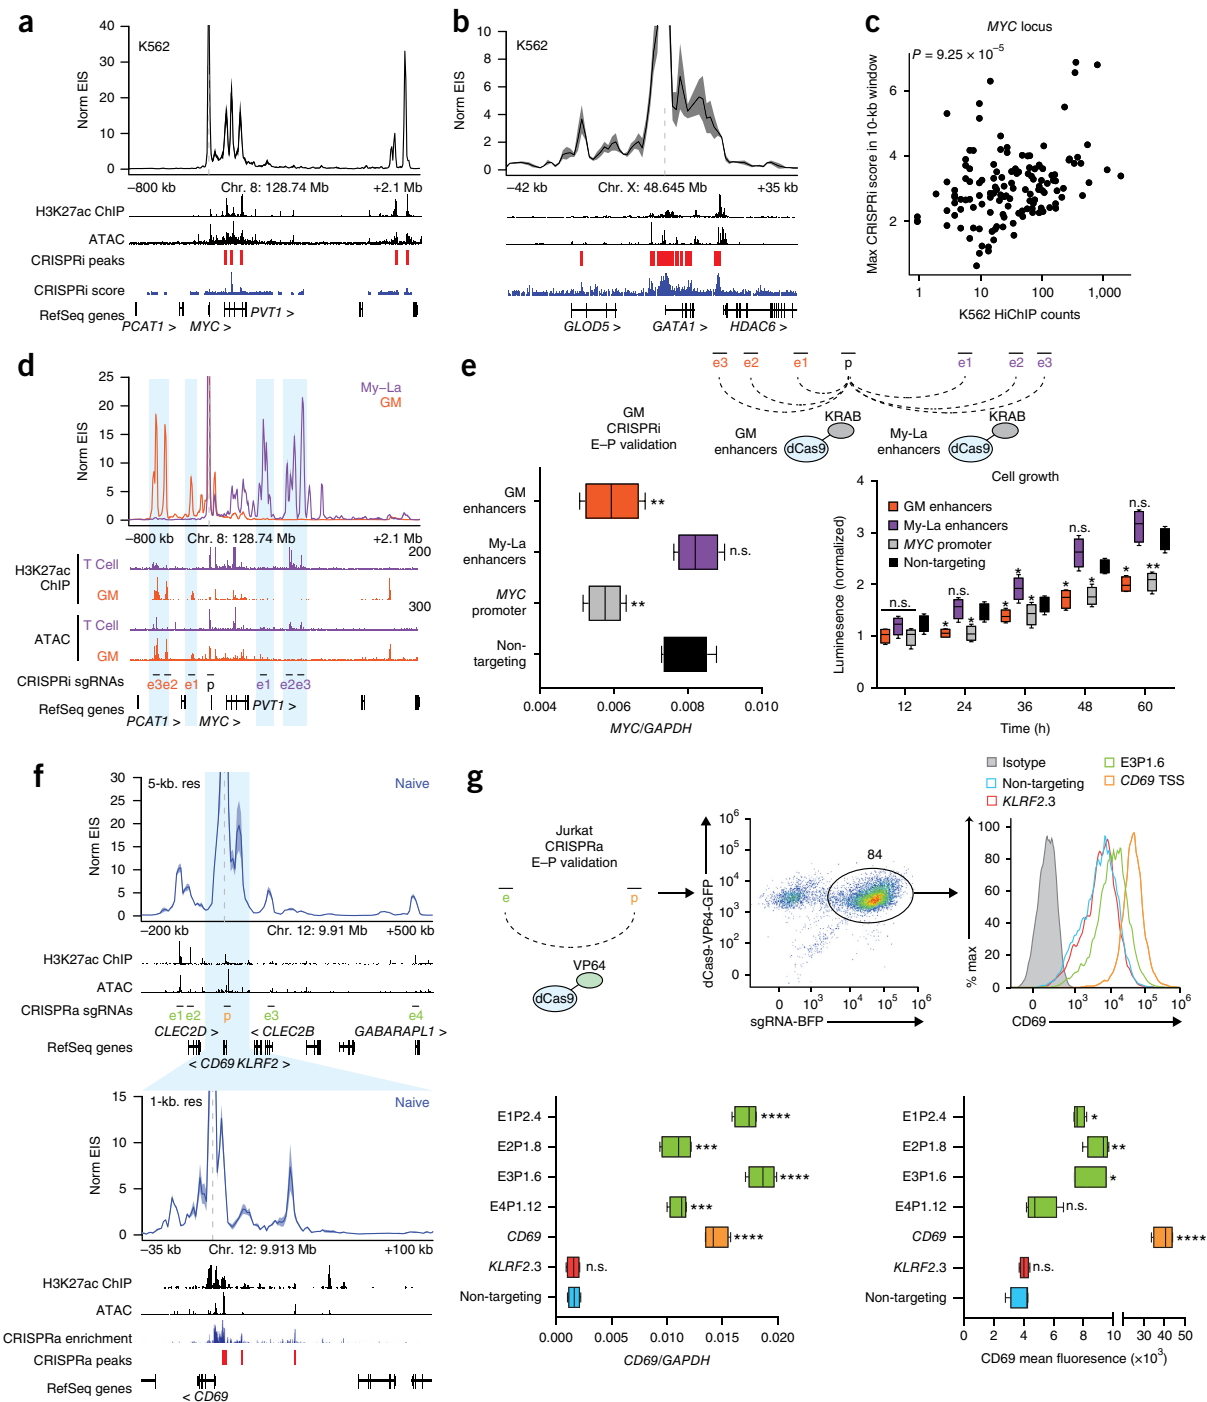 a
K562
Norm EIS
40
30
20
10
0
–800 kb
Chr. 8: 128.74 Mb
+2.1 Mb
H3K27ac ChIP
ATAC
CRISPRi peaks
CRISPRi score
RefSeq genes
PCAT1 >
MYC >
PVT1 >
b
K562
Norm EIS
10
8
6
4
2
0
–42 kb
Chr. X: 48.645 Mb
+35 kb
GLOD5 >
GATA1 >
HDAC6 >
c
MYC locus
P = 9.25 × 10–5
Max CRISPRi score in 10-kb window
6
4
2
1
10
100
1,000
K562 HiChIP counts
d
My–La
GM
Norm EIS
25
20
15
10
5
0
–800 kb
Chr. 8: 128.74 Mb
+2.1 Mb
200
H3K27ac
ChIP
T Cell
GM
300
ATAC
T Cell
GM
CRISPRi sgRNAs
e3 e2 e1 p e1 e2 e3
RefSeq genes
PCAT1 >
MYC >
PVT1 >
e
e3 e2 e1 p e1 e2 e3
GM
CRISPRi
E–P validation
GM
enhancers
dCas9
KRAB
My-La
enhancers
dCas9
KRAB
GM
enhancers
**
My-La
enhancers
n.s.
MYC
promoter
**
Non-
targeting
0.004 0.006 0.008 0.010
MYC/GAPDH
Cell growth
GM enhancers
My-La enhancers
MYC promoter
Non-targeting
Luminesence (normalized)
4
3
2
1
0
n.s.
* n.s. *
* * *
* n.s. *
* n.s. **
12 24 36 48 60
Time (h)
f
5-kb. res
Naive
Norm EIS
30
25
20
15
10
5
0
–200 kb
Chr. 12: 9.91 Mb
+500 kb
H3K27ac ChIP
ATAC
CRISPRa sgRNAs
e1 e2 p e3 e4
CLEC2D >
< CLEC2B
GABARAPL1 >
RefSeq genes
< CD69 KLRF2 >
1-kb. res
Naive
Norm EIS
15
10
5
0
–35 kb
Chr. 12: 9.913 Mb
+100 kb
H3K27ac ChIP
ATAC
CRISPRa enrichment
CRISPRa peaks
RefSeq genes
< CD69
g
Jurkat
CRISPRa
E–P validation
e
p
VP64
dCas9
dCas9-VP64-GFP
106
105
104
103
102
0
84
0 103 104 105 106
sgRNA-BFP
Isotype
Non-targeting
KLRF2.3
E3P1.6
CD69 TSS
% max
100
80
60
40
20
0
0 103 104 105 106
CD69
E1P2.4 ****
E2P1.8 ***
E3P1.6 ****
E4P1.12 ***
CD69 ****
KLRF2.3 n.s.
Non-targeting
0.000 0.005 0.010 0.015 0.020
CD69/GAPDH
E1P2.4 *
E2P1.8 **
E3P1.6 *
E4P1.12 n.s.
CD69 ****
KLRF2.3 n.s.
Non-targeting
0 2 4 6 8 10 30 40 50
CD69 mean fluoresence (×103)